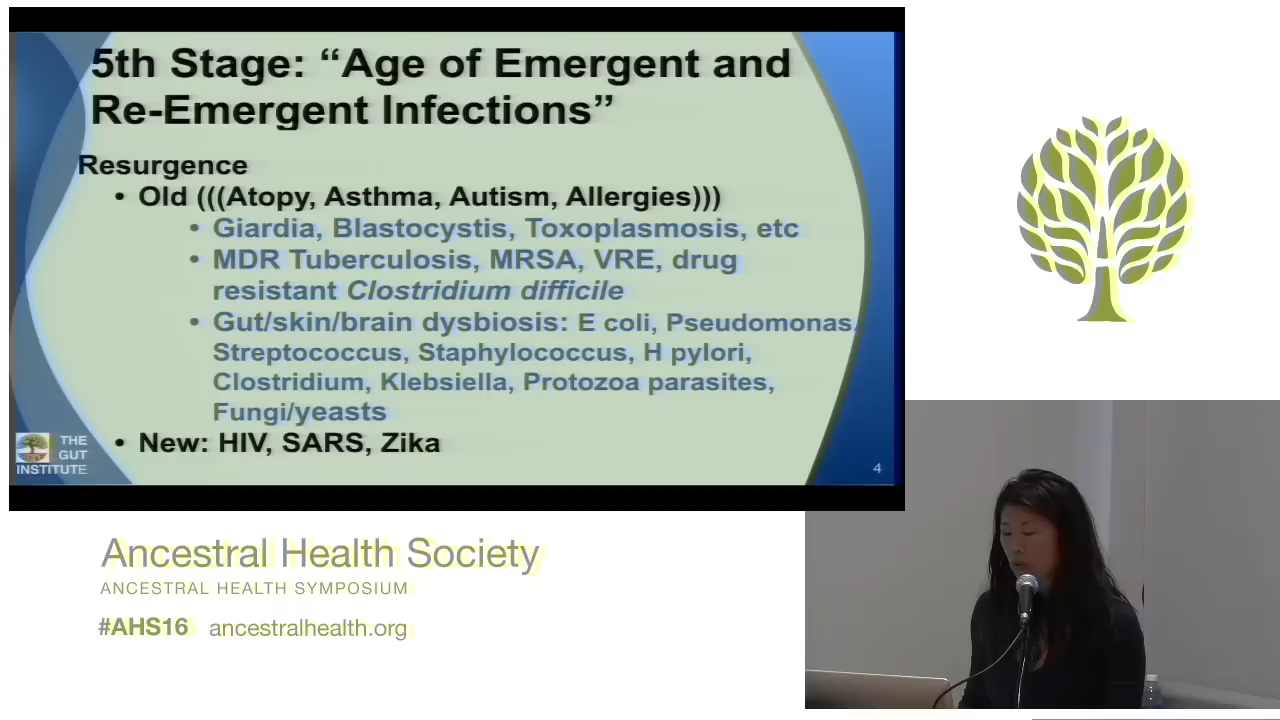 5th Stage: “Age of Emergent and
Re-Emergent Infections”
Resurgence
• Old (((Atopy, Asthma, Autism, Allergies)))
• Giardia, Blastocystis, Toxoplasmosis, etc
• MDR Tuberculosis, MRSA, VRE, drug
resistant Clostridium difficile
• Gut/skin/brain dysbiosis: E coli, Pseudomonas,
Streptococcus, Staphylococcus, H pylori,
Clostridium, Klebsiella, Protozoa parasites,
Fungi/yeasts
• New: HIV, SARS, Zika
THE
GUT
INSTITUTE
4
Ancestral Health Society
ANCESTRAL HEALTH SYMPOSIUM
#AHS16 ancestralhealth.org